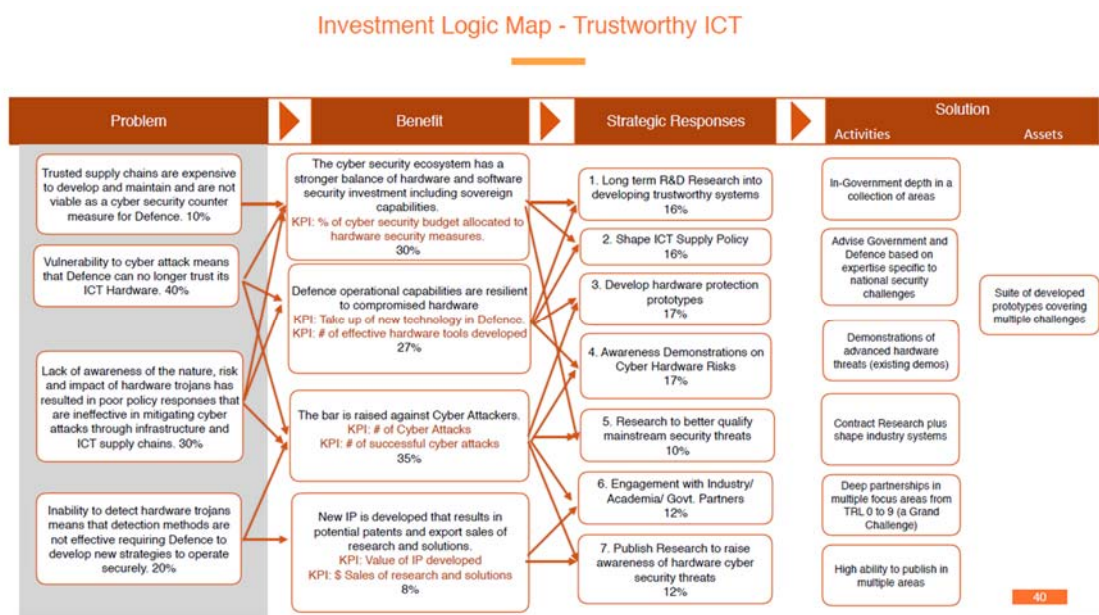 Investment Logic Map - Trustworthy ICT
Problem
Benefit
Strategic Responses
Solution
Activities
Assets
Trusted supply chains are expensive
to develop and maintain and are not
viable as a cyber security counter
measure for Defence. 10%
Vulnerability to cyber attack means
that Defence can no longer trust its
ICT Hardware. 40%
Lack of awareness of the nature, risk
and impact of hardware trojans has
resulted in poor policy responses that
are ineffective in mitigating cyber
attacks through infrastructure and
ICT supply chains. 30%
Inability to detect hardware trojans
means that detection methods are
not effective requiring Defence to
develop new strategies to operate
securely. 20%
The cyber security ecosystem has a
stronger balance of hardware and software
security investment including sovereign
capabilities.
KPI: % of cyber security budget allocated to
hardware security measures.
30%
Defence operational capabilities are resilient
to compromised hardware
KPI: Take up of new technology in Defence.
KPI: # of effective hardware tools developed
27%
The bar is raised against Cyber Attackers.
KPI: # of Cyber Attacks
KPI: # of successful cyber attacks
35%
New IP is developed that results in
potential patents and export sales of
research and solutions.
KPI: Value of IP developed
KPI: $ Sales of research and solutions
8%
1. Long term R&D Research into
developing trustworthy systems
16%
2. Shape ICT Supply Policy
16%
3. Develop hardware protection
prototypes
17%
4. Awareness Demonstrations on
Cyber Hardware Risks
17%
5. Research to better qualify
mainstream security threats
10%
6. Engagement with Industry/
Academia/ Govt. Partners
12%
7. Publish Research to raise
awareness of hardware cyber
security threats
12%
In-Government depth in a
collection of areas
Advise Government and
Defence based on
expertise specific to
national security
challenges
Demonstrations of
advanced hardware
threats (existing demos)
Contract Research plus
shape industry systems
Deep partnerships in
multiple focus areas from
TRL 0 to 9 (a Grand
Challenge)
High ability to publish in
multiple areas
Suite of developed
prototypes covering
multiple challenges
40